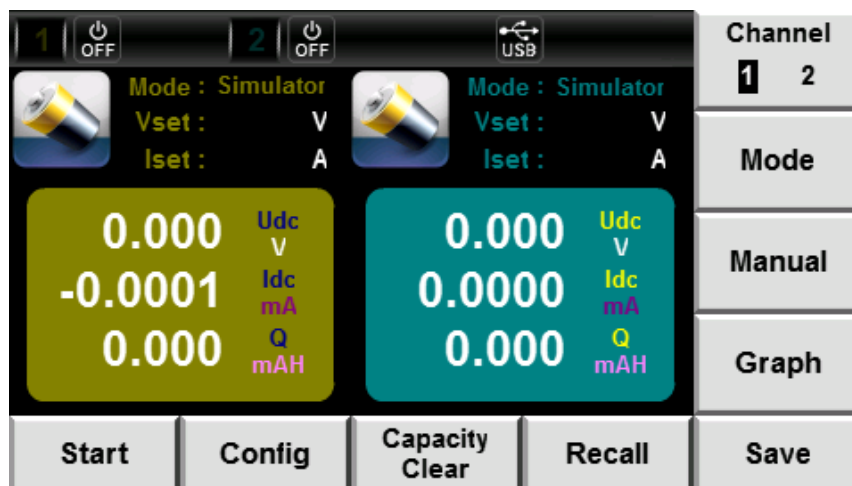 1 OFF 2 OFF USB
Channel
1 2
Mode : Simulator
Vset : V
Iset : A
Mode : Simulator
Vset : V
Iset : A
Mode
0.000 Udc V
-0.0001 Idc mA
0.000 Q mAH
0.000 Udc V
0.0000 Idc mA
0.000 Q mAH
Manual
Graph
Start
Config
Capacity
Clear
Recall
Save